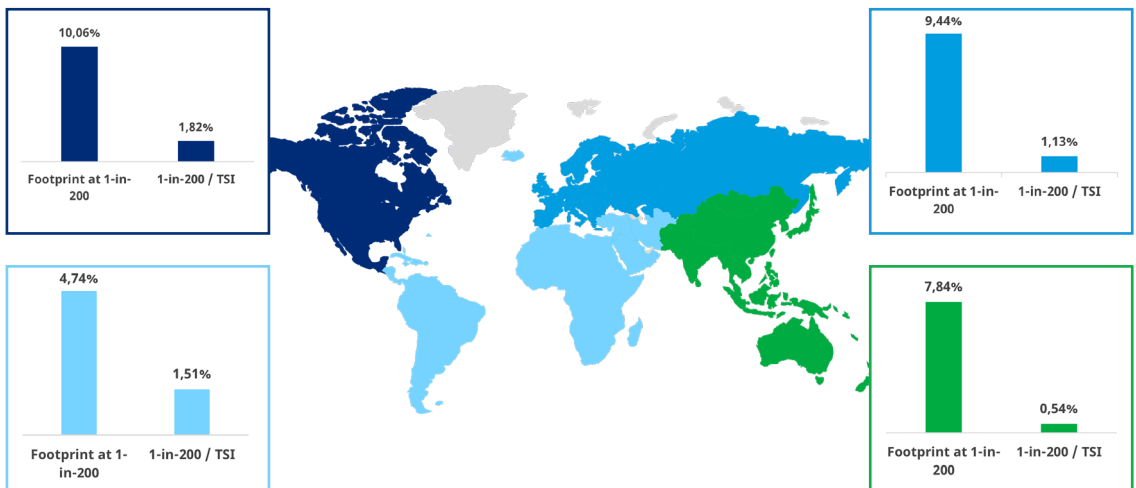 10,06%
1,82%
Footprint at 1-in-
200
1-in-200 / TSI
9,44%
1,13%
Footprint at 1-in-
200
1-in-200 / TSI
4,74%
1,51%
Footprint at 1-
in-200
1-in-200 / TSI
7,84%
0,54%
Footprint at 1-in-
200
1-in-200 / TSI